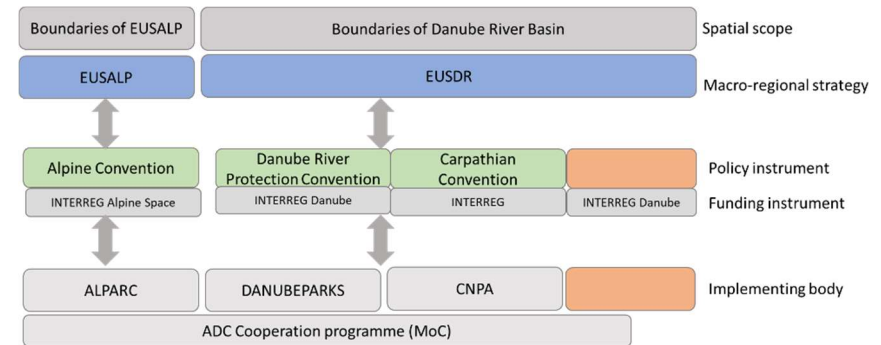 Boundaries of EUSALP
Boundaries of Danube River Basin
Spatial scope
EUSALP
EUSDR
Macro-regional strategy
Alpine Convention
Danube River
Protection Convention
Carpathian
Convention
Policy instrument
INTERREG Alpine Space
INTERREG Danube
INTERREG
INTERREG Danube
Funding instrument
ALPARC
DANUBEPARKS
CNPA
Implementing body
ADC Cooperation programme (MoC)